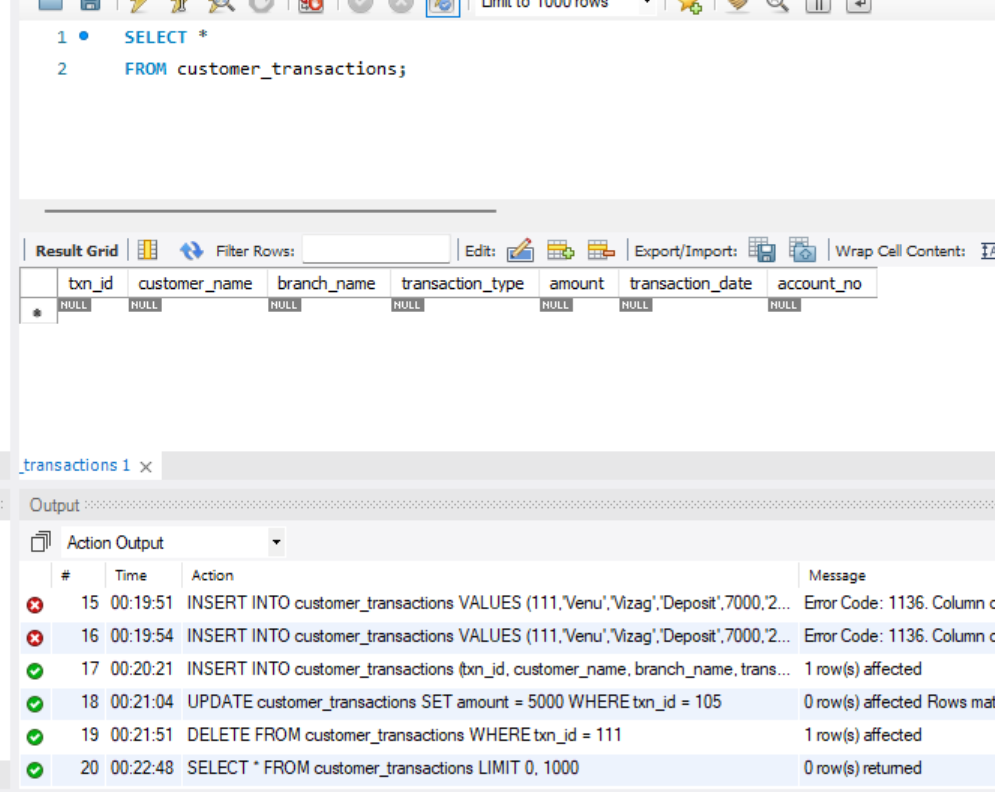 Limit to 1000 rows
1 SELECT *
2 FROM customer_transactions;
Result Grid Filter Rows: Edit: Export/Import: Wrap Cell Content:
txn_id customer_name branch_name transaction_type amount transaction_date account_no
NULL NULL NULL NULL NULL NULL NULL
_transactions 1
Output
Action Output
# Time Action Message
15 00:19:51 INSERT INTO customer_transactions VALUES (111,'Venu','Vizag','Deposit',7000,'2... Error Code: 1136. Column
16 00:19:54 INSERT INTO customer_transactions VALUES (111,'Venu','Vizag','Deposit',7000,'2... Error Code: 1136. Column
17 00:20:21 INSERT INTO customer_transactions (txn_id, customer_name, branch_name, trans... 1 row(s) affected
18 00:21:04 UPDATE customer_transactions SET amount = 5000 WHERE txn_id = 105 0 row(s) affected Rows mat
19 00:21:51 DELETE FROM customer_transactions WHERE txn_id = 111 1 row(s) affected
20 00:22:48 SELECT * FROM customer_transactions LIMIT 0, 1000 0 row(s) returned